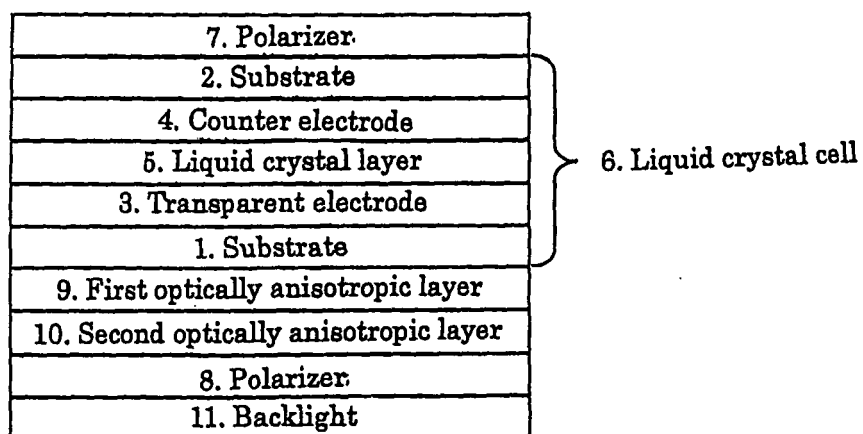 7. Polarizer
2. Substrate
4. Counter electrode
5. Liquid crystal layer
6. Liquid crystal cell
3. Transparent electrode
1. Substrate
9. First optically anisotropic layer
10. Second optically anisotropic layer
8. Polarizer
11. Backlight